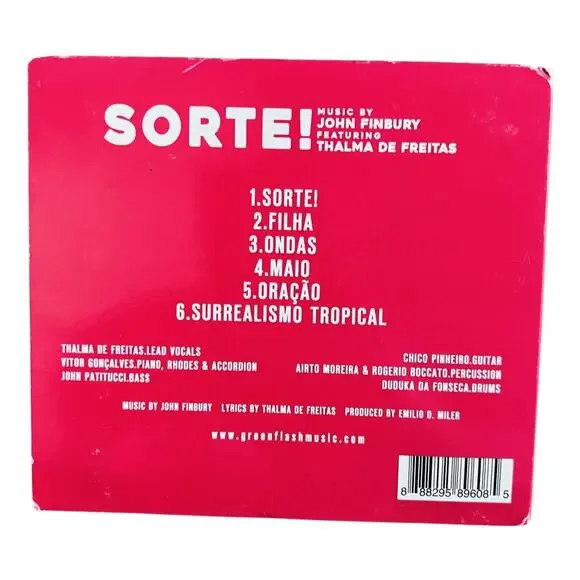 SORTE!
MUSIC BY
JOHN FINBURY
FEATURING
THALMA DE FREITAS
1.SORTE!
2.FILHA
3.ONDAS
4.MAIO
5.ORAÇÃO
6.SURREALISMO TROPICAL
THALMA DE FREITAS.LEAD VOCALS
VITOR GONÇALVES.PIANO, RHODES & ACCORDION
JOHN PATITUCCI.BASS
CHICO PINHEIRO.GUITAR
AIRTO MOREIRA & ROGERIO BOCCATO.PERCUSSION
DUDUKA DA FONSECA.DRUMS
MUSIC BY JOHN FINBURY LYRICS BY THALMA DE FREITAS PRODUCED BY EMILIO D. MILER
www.greenflashmusic.com
8 88295 89608 5